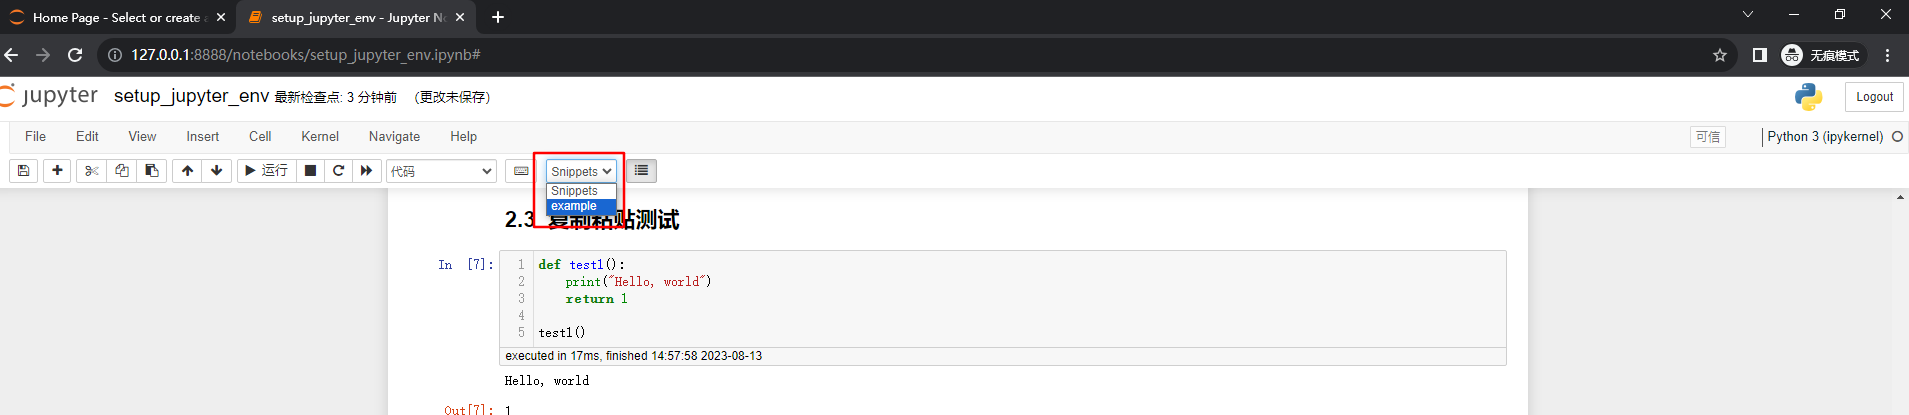 Home Page - Select or create a
setup_jupyter_env - Jupyter No
127.0.0.1:8888/notebooks/setup_jupyter_env.ipynb#
无痕模式
jupyter
setup_jupyter_env 最新检查点: 3 分钟前 (更改未保存)
Logout
File Edit View Insert Cell Kernel Navigate Help
可信
Python 3 (ipykernel)
运行
代码
Snippets
Snippets
example
2.3 复制粘贴测试
In [7]:
1 def test1():
2 print("Hello, world")
3 return 1
4
5 test1()
executed in 17ms, finished 14:57:58 2023-08-13
Hello, world
Out[7]: 1